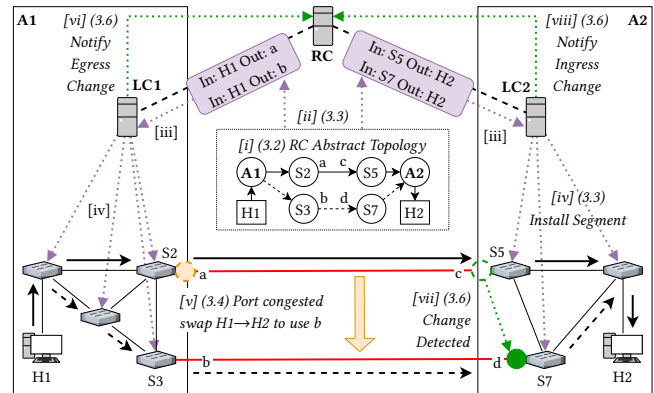 A1
[vi] (3.6)
Notify
Egress
Change
LC1
RC
In: H1 Out: a
In: H1 Out: b
In: S5 Out: H2
In: S7 Out: H2
A2
[viii] (3.6)
Notify
Ingress
Change
LC2
[iii]
[ii] (3.3)
[iii]
[i] (3.2) RC Abstract Topology
A1
S2
a
c
S5
A2
H1
S3
b
d
S7
H2
[iv]
[iv] (3.3)
Install Segment
S2
a
c
S5
[v] (3.4) Port congested
swap H1→H2 to use b
[vii] (3.6)
Change
Detected
H1
S3
b
d
S7
H2